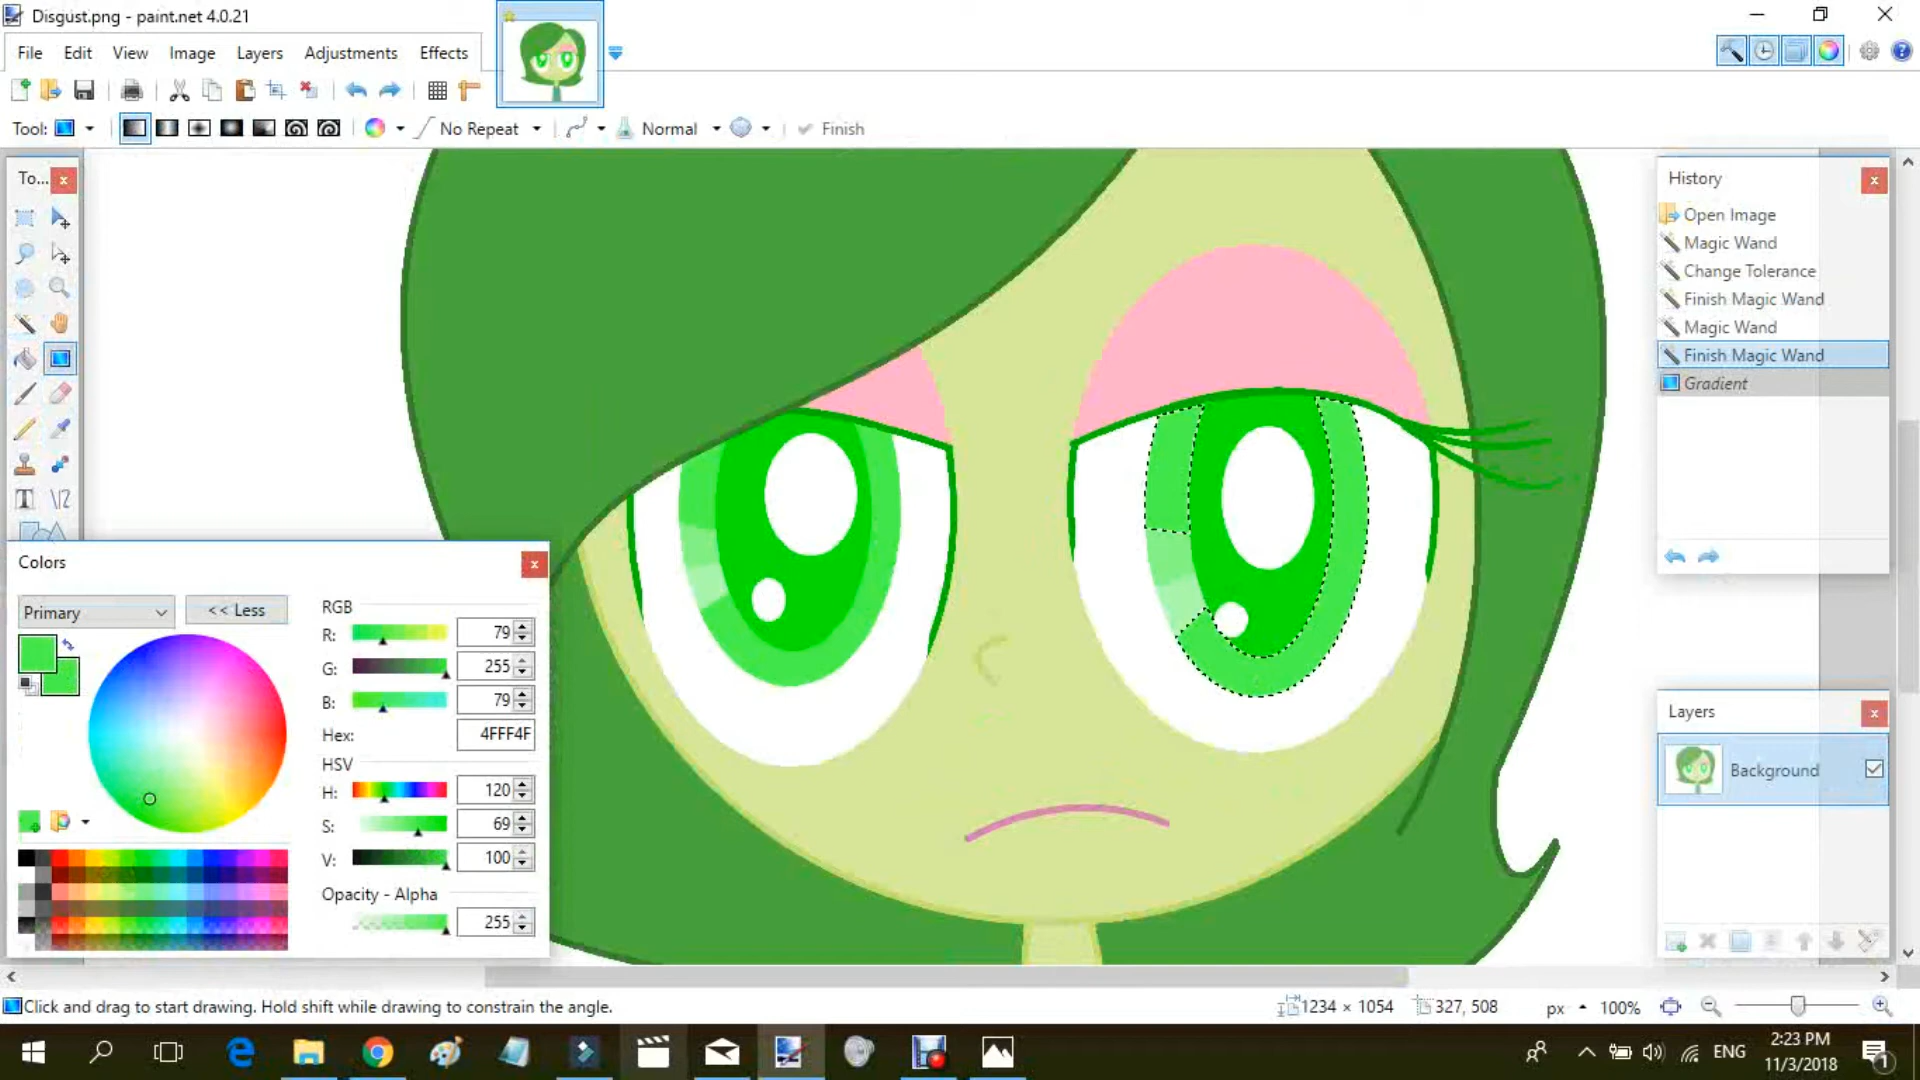 Disgust.png - paint.net 4.0.21
File Edit View Image Layers Adjustments Effects
Tool: No Repeat Normal Finish
To...
History
Open Image
Magic Wand
Change Tolerance
Finish Magic Wand
Magic Wand
Finish Magic Wand
Gradient
Colors
Primary
<< Less
RGB
R: 79
G: 255
B: 79
Hex: 4FFF4F
HSV
H: 120
S: 69
V: 100
Opacity - Alpha
255
Layers
Background
Click and drag to start drawing. Hold shift while drawing to constrain the angle.
1234 × 1054
327, 508
px
100%
ENG
2:23 PM
11/3/2018
1